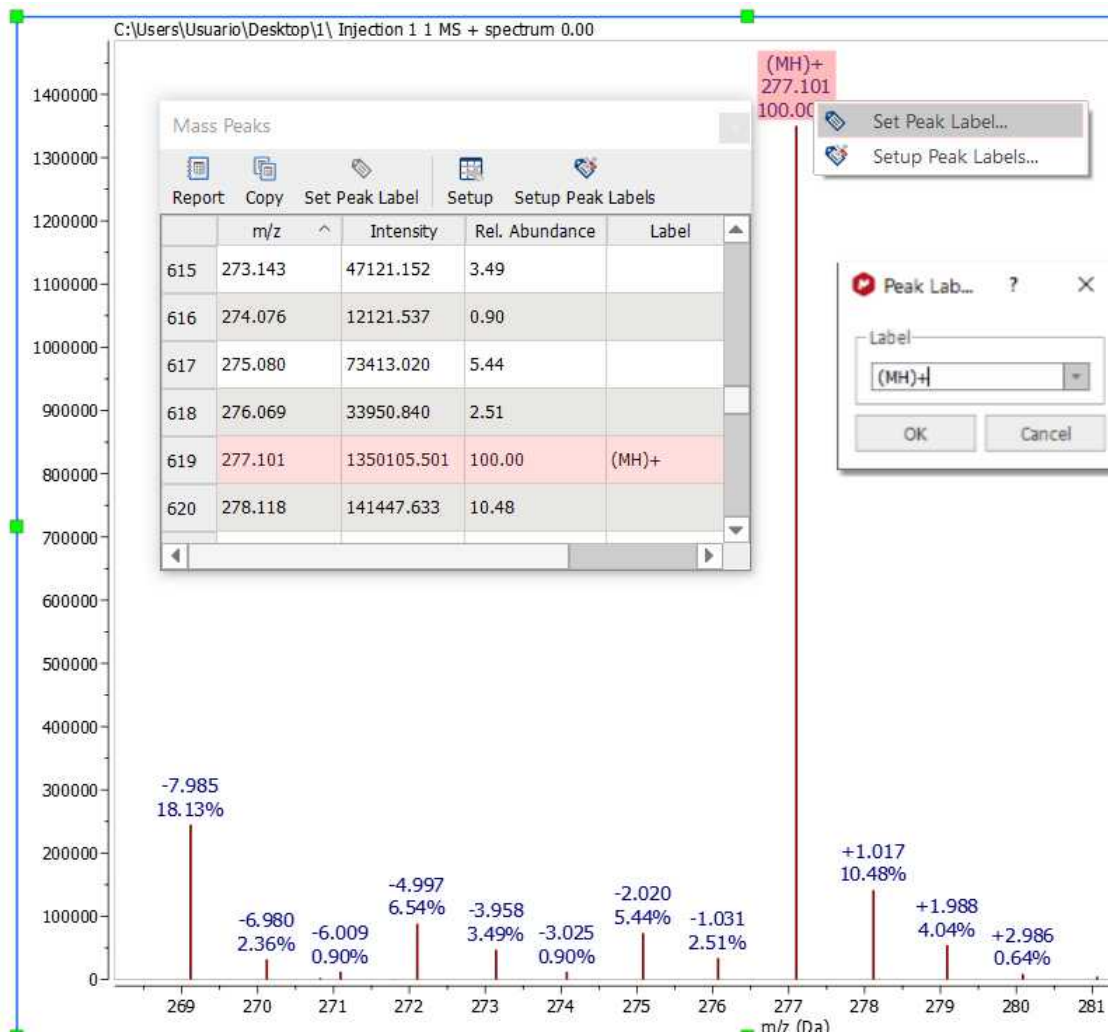 C:\Users\Usuario\Desktop\1\ Injection 1 1 MS + spectrum 0.00
(MH)+
277.101
Set Peak Label...
Setup Peak Labels...
Mass Peaks
Report Copy Set Peak Label Setup Setup Peak Labels
m/z Intensity Rel. Abundance Label
615 273.143 47121.152 3.49
616 274.076 12121.537 0.90
617 275.080 73413.020 5.44
618 276.069 33950.840 2.51
619 277.101 1350105.501 100.00 (MH)+
620 278.118 141447.633 10.48
Peak Lab... ?
Label
(MH)+
OK Cancel
1400000
1300000
1200000
1100000
1000000
900000
800000
700000
600000
500000
400000
300000
200000
100000
0
-7.985
18.13%
-6.980
2.36%
-6.009
0.90%
-4.997
6.54%
-3.958
3.49%
-3.025
0.90%
-2.020
5.44%
-1.031
2.51%
+1.017
10.48%
+1.988
4.04%
+2.986
0.64%
269 270 271 272 273 274 275 276 277 278 279 280 281
m/z (Da)